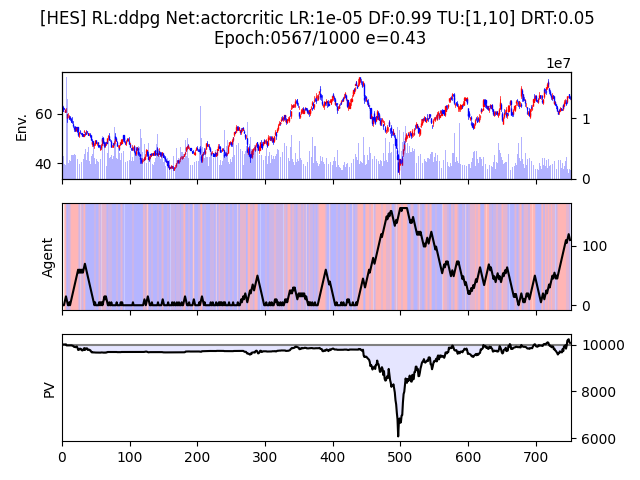 [HES] RL:ddpg Net:actorcritic LR:1e-05 DF:0.99 TU:[1,10] DRT:0.05
Epoch:0567/1000 e=0.43
1e7
Env.
60
40
1
0
Agent
100
0
PV
10000
8000
6000
0 100 200 300 400 500 600 700